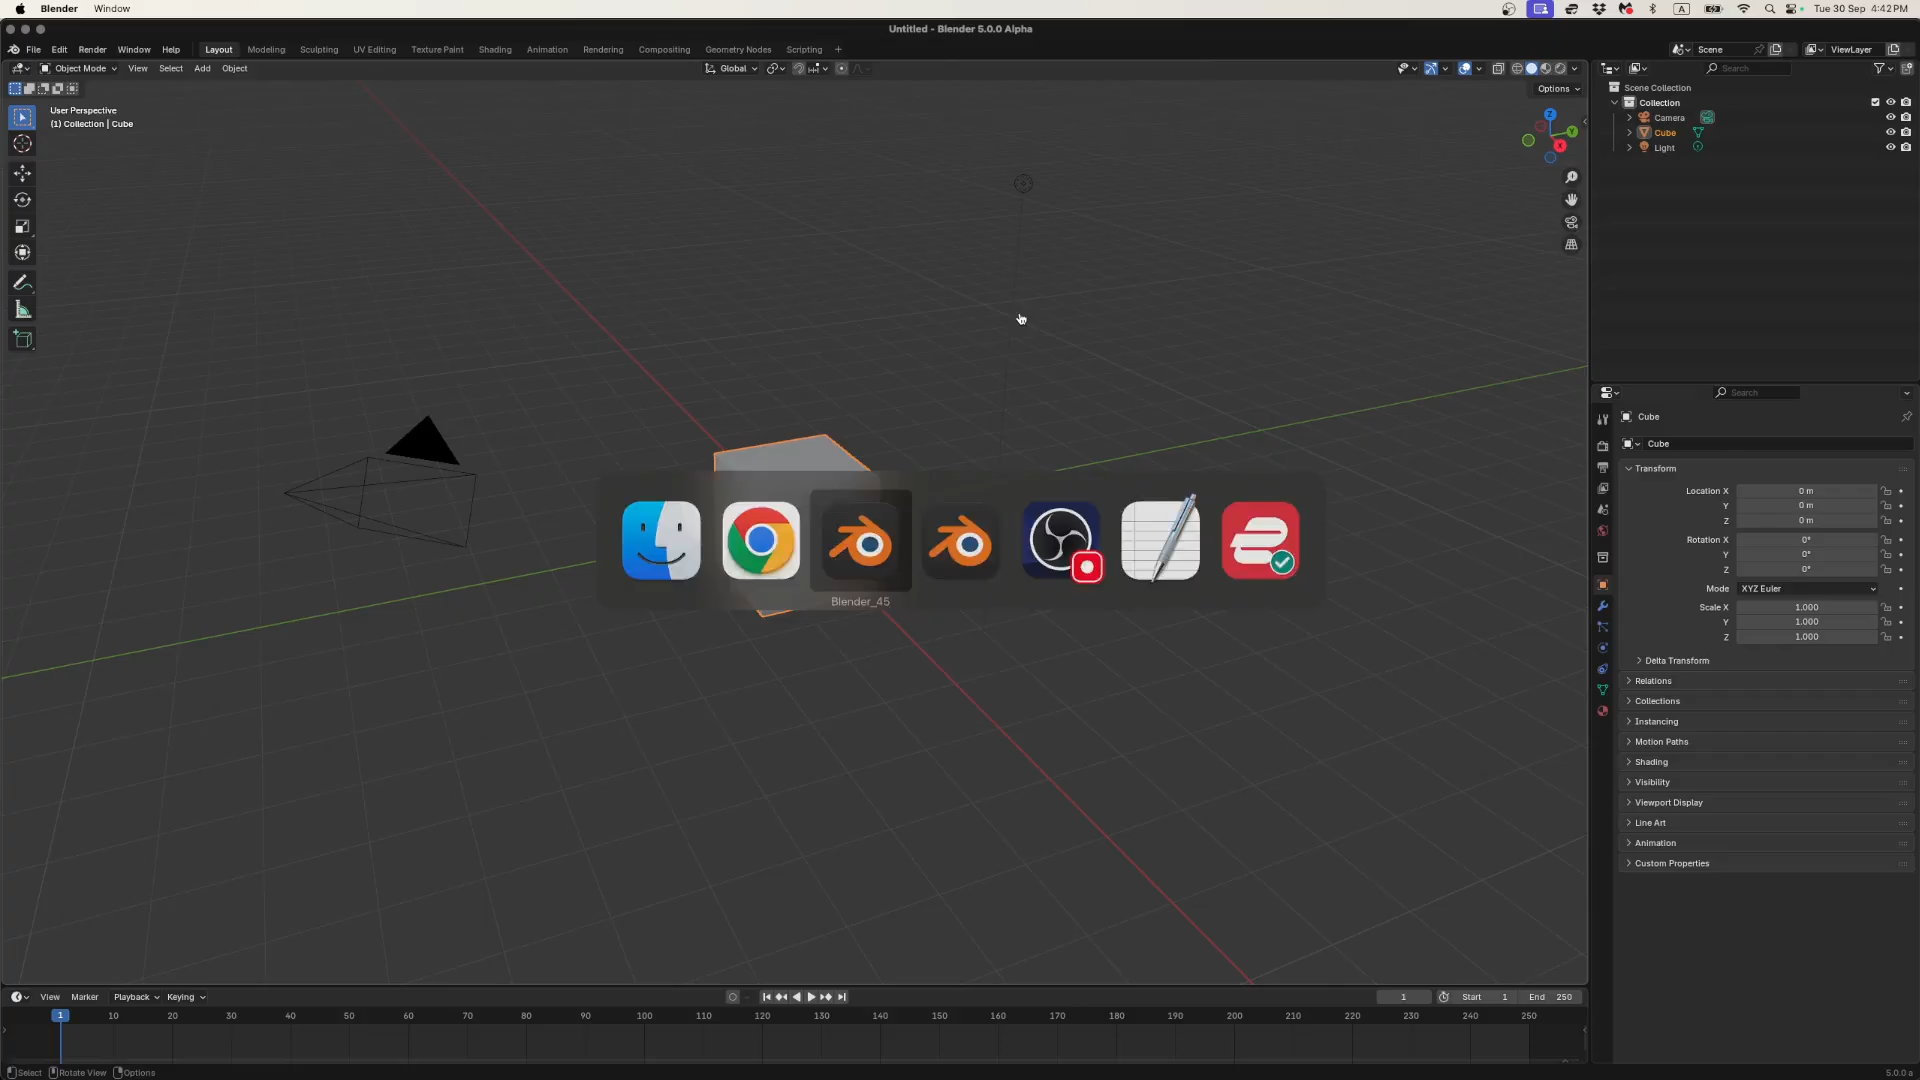 Blender Window
Tue 30 Sep 4:42 PM
Untitled - Blender 5.0.0 Alpha
File Edit Render Window Help
Layout Modeling Sculpting UV Editing Texture Paint Shading Animation Rendering Compositing Geometry Nodes Scripting +
Scene
ViewLayer
Object Mode View Select Add Object
Global
Search
Options
User Perspective
(1) Collection | Cube
Z
Y
X
Scene Collection
Collection
Camera
Cube
Light
Search
Cube
Cube
Transform
Location X 0 m
Y 0 m
Z 0 m
Rotation X 0°
Y 0°
Z 0°
Mode XYZ Euler
Scale X 1.000
Y 1.000
Z 1.000
Delta Transform
Relations
Collections
Instancing
Motion Paths
Shading
Visibility
Viewport Display
Line Art
Animation
Custom Properties
Blender_45
View Marker Playback Keying
1 Start 1 End 250
1 10 20 30 40 50 60 70 80 90 100 110 120 130 140 150 160 170 180 190 200 210 220 230 240 250
Select Rotate View Options
5.0.0 a